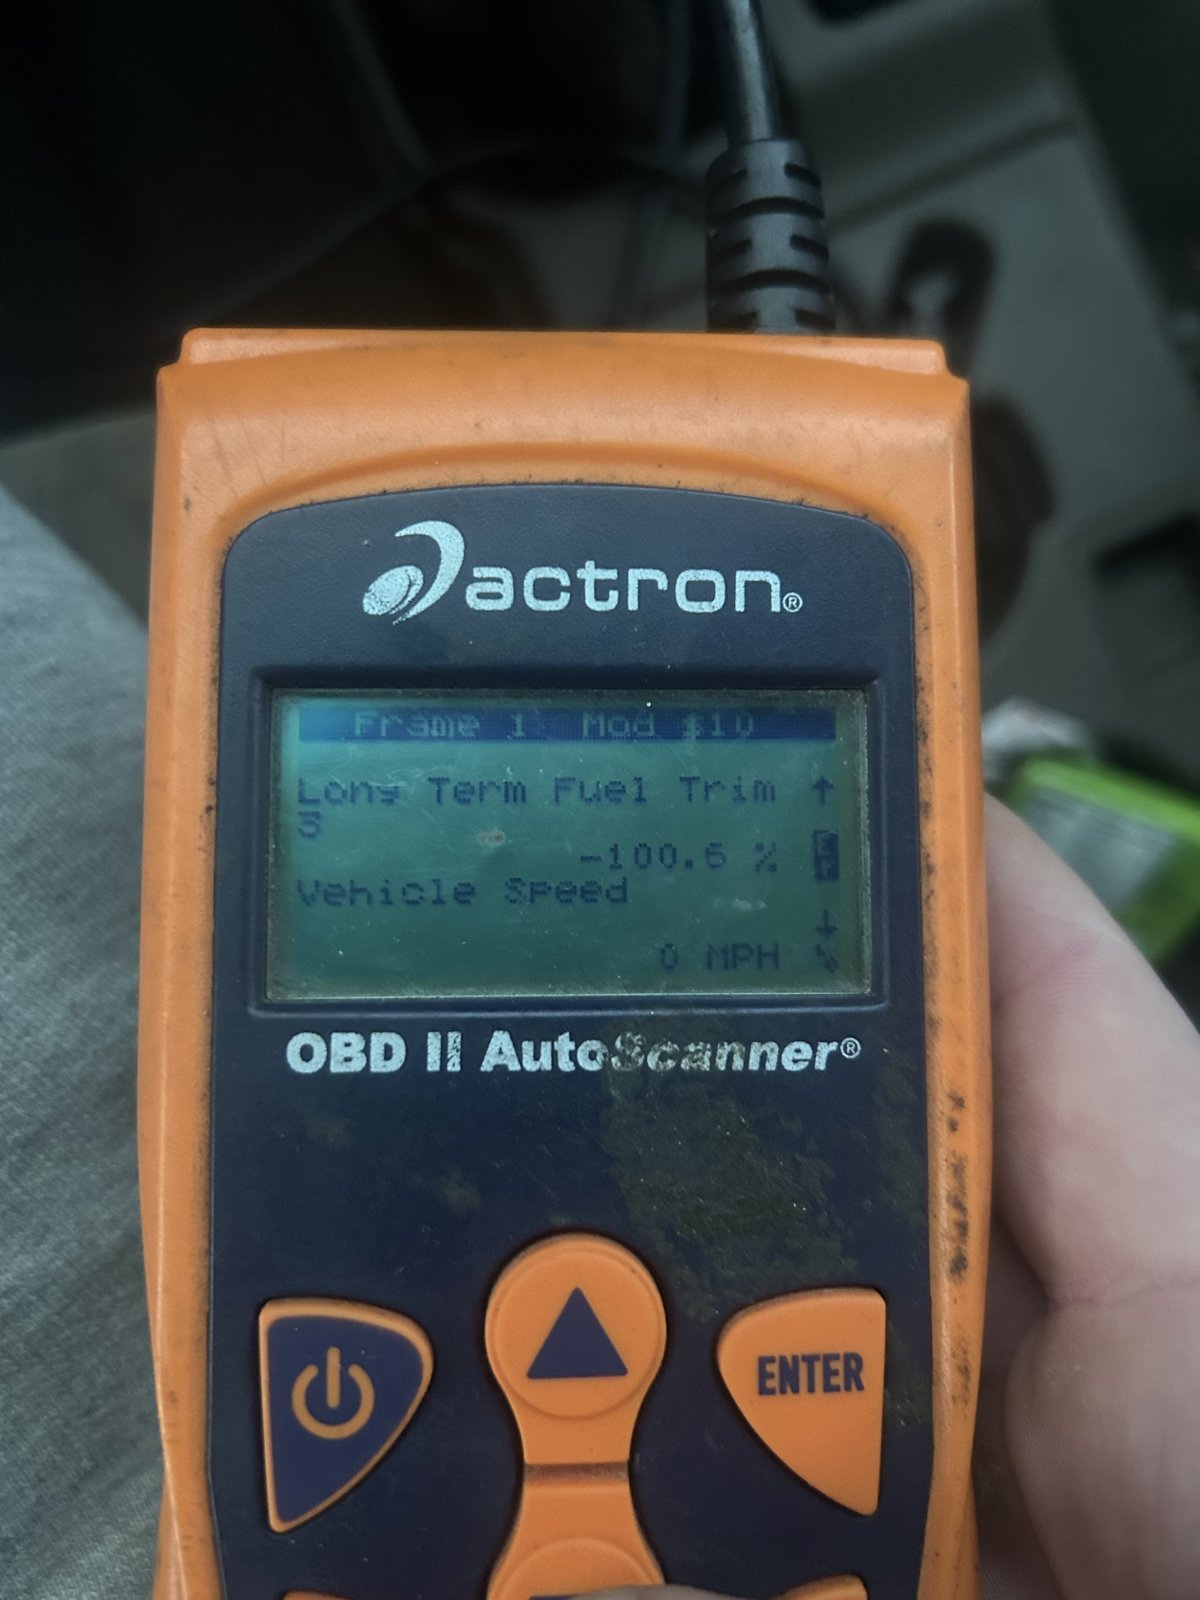 actron®
Frame 1 Mod $10
Long Term Fuel Trim
3
-100.6 %
Vehicle Speed
0 MPH
OBD II AutoScanner®
ENTER